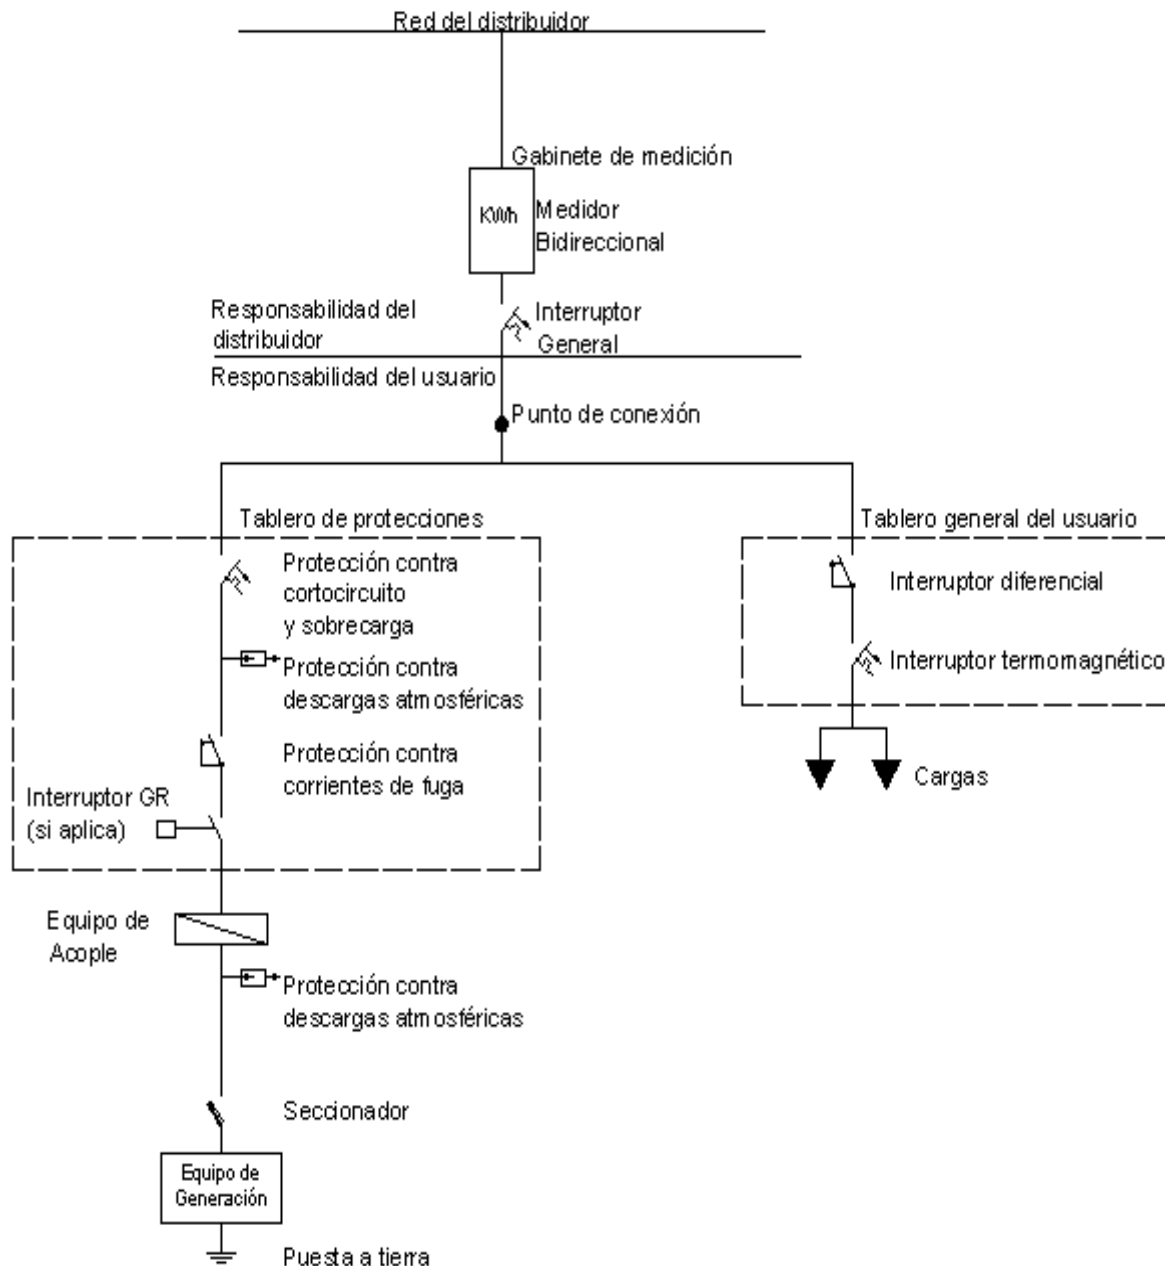 Red del distribuidor
Gabinete de medición
KWh
Medidor
Bidireccional
Responsabilidad del
distribuidor
Interruptor
General
Responsabilidad del usuario
Punto de conexión
Tablero de protecciones
Tablero general del usuario
Protección contra
cortocircuito
y sobrecarga
Interruptor diferencial
Protección contra
descargas atmosféricas
Interruptor termomagnético
Protección contra
corrientes de fuga
Cargas
Interruptor GR
(si aplica)
Equipo de
Acople
Protección contra
descargas atmosféricas
Seccionador
Equipo de
Generación
Puesta a tierra